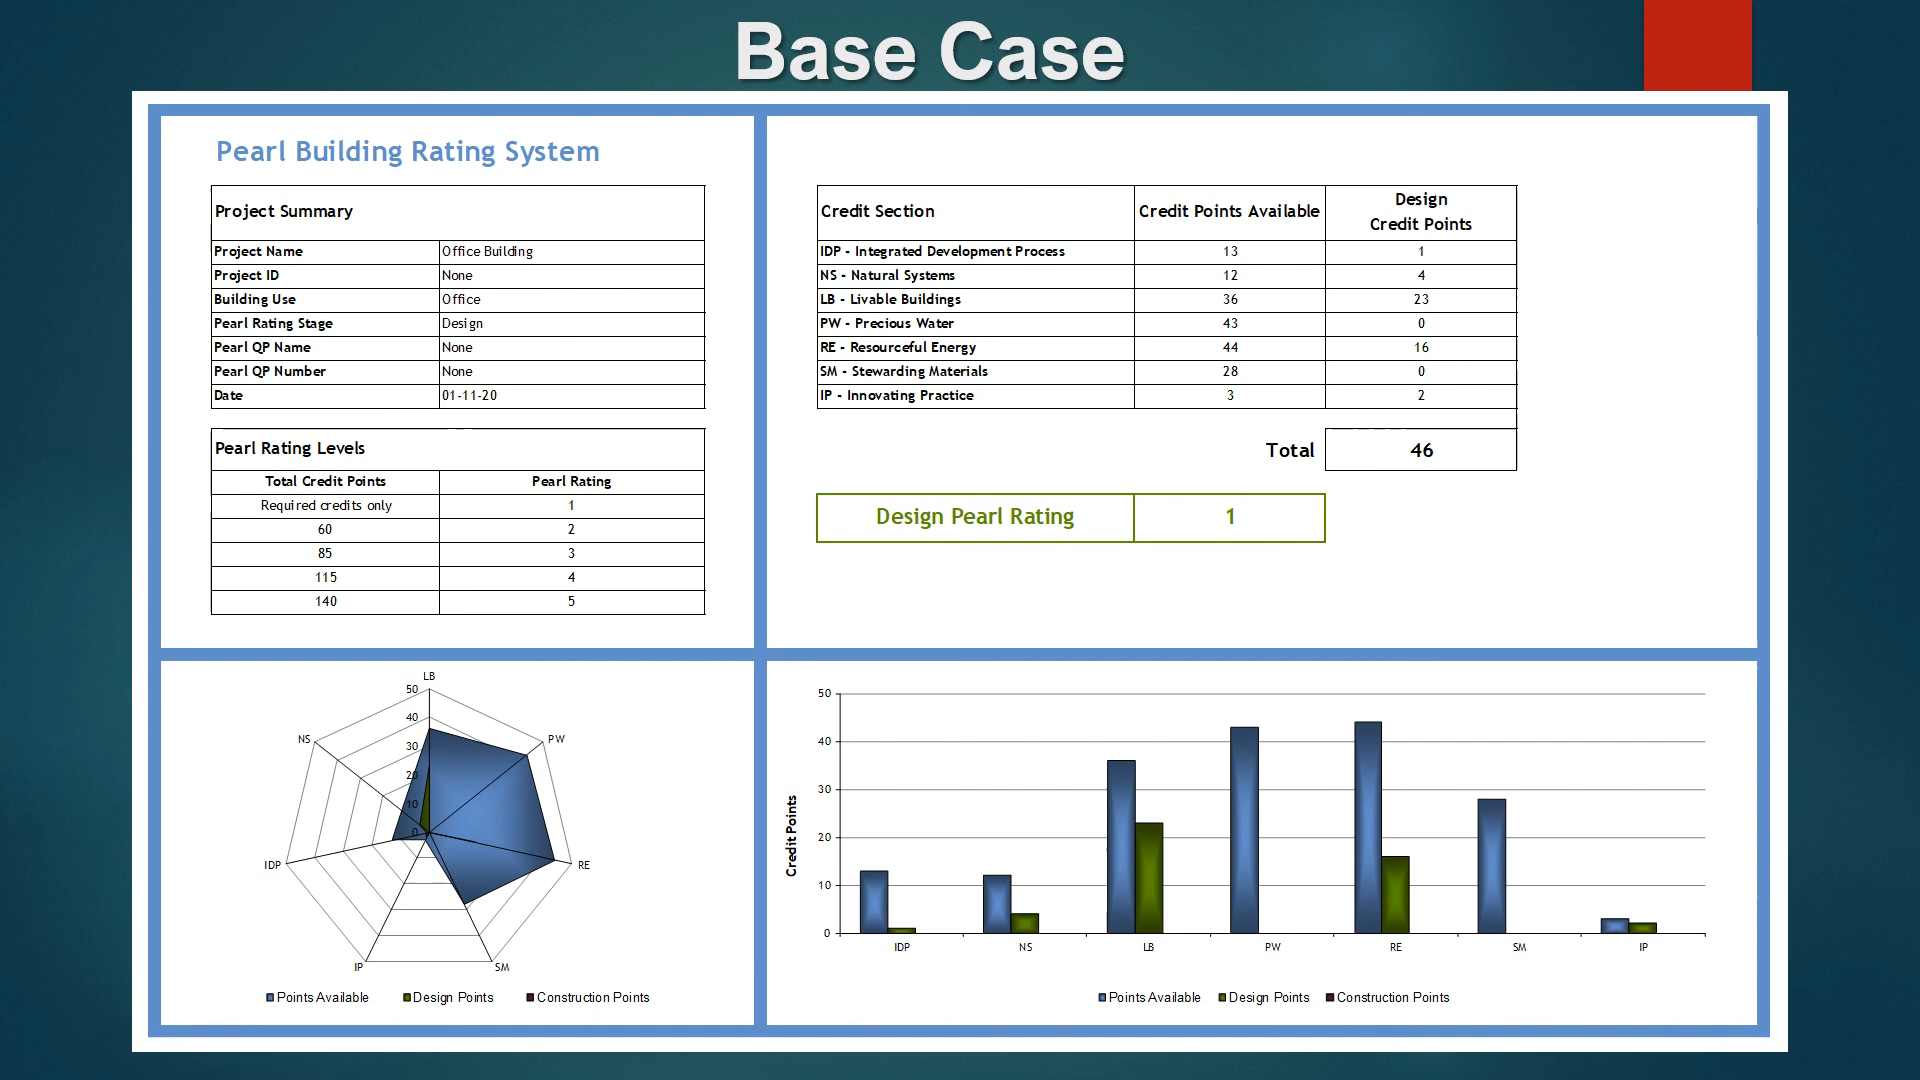 Base Case
Pearl Building Rating System
Project Summary
Project Name Office Building
Project ID None
Building Use Office
Pearl Rating Stage Design
Pearl QP Name None
Pearl QP Number None
Date 01-11-20
Pearl Rating Levels
Total Credit Points Pearl Rating
Required credits only 1
60 2
85 3
115 4
140 5
Credit Section Credit Points Available Design
Credit Points
IDP - Integrated Development Process 13 1
NS - Natural Systems 12 4
LB - Livable Buildings 36 23
PW - Precious Water 43 0
RE - Resourceful Energy 44 16
SM - Stewarding Materials 28 0
IP - Innovating Practice 3 2
Total 46
Design Pearl Rating 1
LB
50
40
NS PW
30
20
10
0
IDP RE
IP SM
Points Available Design Points Construction Points
Credit Points
50
40
30
20
10
0
IDP NS LB PW RE SM IP
Points Available Design Points Construction Points